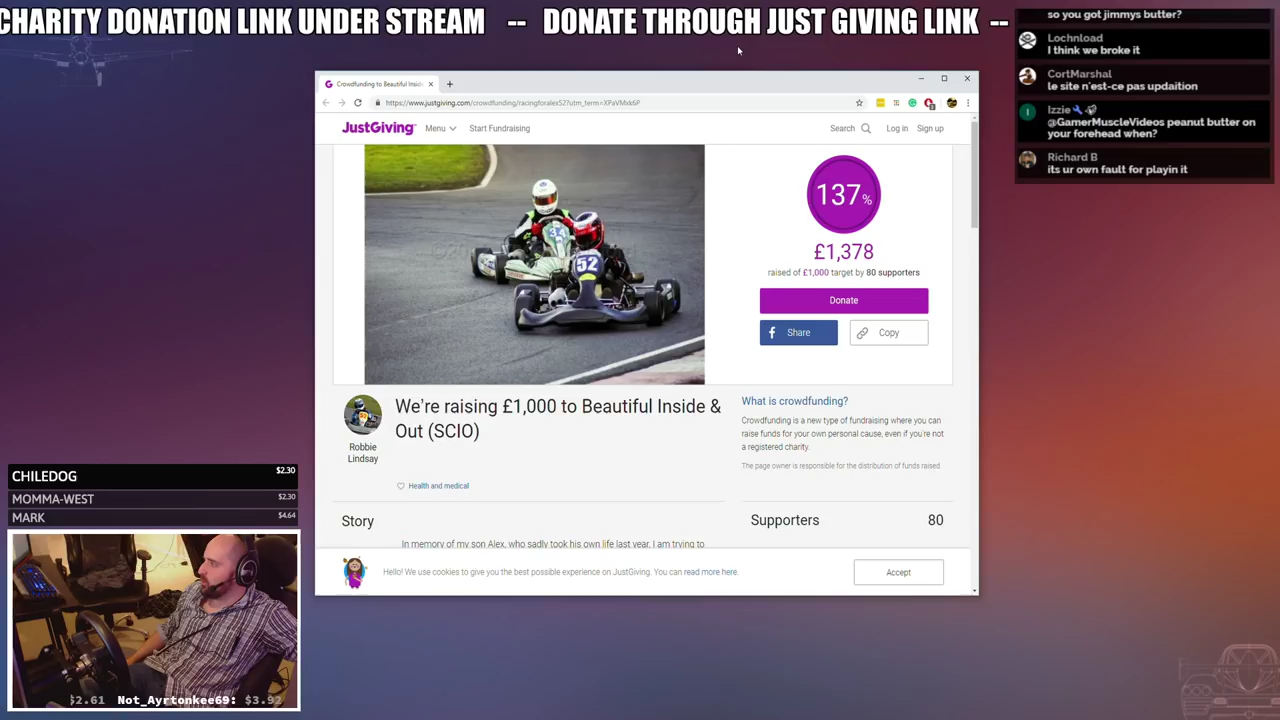 CHARITY DONATION LINK UNDER STREAM -- DONATE THROUGH JUST GIVING LINK --
so you got jimmys butter?
Lochnload
I think we broke it
CortMarshal
le site n'est-ce pas updaition
Izzie
@GamerMuscleVideos peanut butter on
your forehead when?
Richard B
its ur own fault for playin it
Crowdfunding to Beautiful Insid
https://www.justgiving.com/crowdfunding/racingforalex52?utm_term=XPaVMxk6P
JustGiving
Menu
Start Fundraising
Search
Log in
Sign up
34
52
137%
£1,378
raised of £1,000 target by 80 supporters
Donate
Share
Copy
Robbie
Lindsay
We're raising £1,000 to Beautiful Inside &
Out (SCIO)
Health and medical
What is crowdfunding?
Crowdfunding is a new type of fundraising where you can
raise funds for your own personal cause, even if you're not
a registered charity.
The page owner is responsible for the distribution of funds raised
Story
Supporters 80
In memory of my son Alex, who sadly took his own life last year. I am trying to
Hello! We use cookies to give you the best possible experience on JustGiving. You can read more here.
Accept
CHILEDOG $2.30
MOMMA-WEST $2.30
MARK $4.64
$2.61 Not_Ayrtonkee69: $3.92